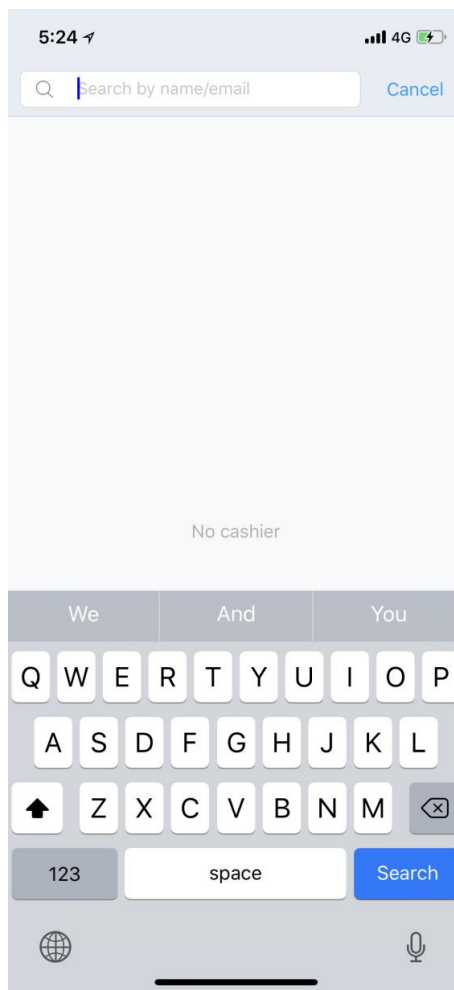 5:24 4G
Search by name/email Cancel
No cashier
We And You
Q W E R T Y U I O P
A S D F G H J K L
Z X C V B N M
123 space Search